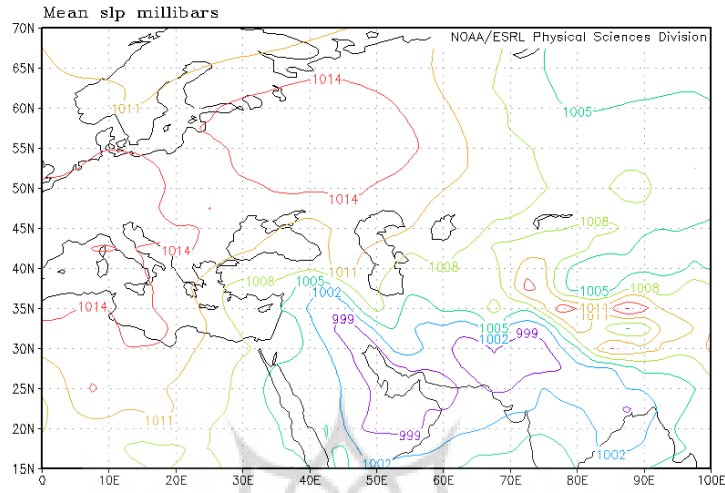 Mean slp millibars
NOAA/ESRL Physical Sciences Division
70N
65N
60N
55N
50N
45N
40N
35N
30N
25N
20N
15N
1011
1014
1005
1014
1008
1014
1011
1008
1008
1005
1008
1005
1002
1014
999
1011
1005
1002
999
1011
999
1002
1002
0
10E
20E
30E
40E
50E
60E
70E
80E
90E
100E